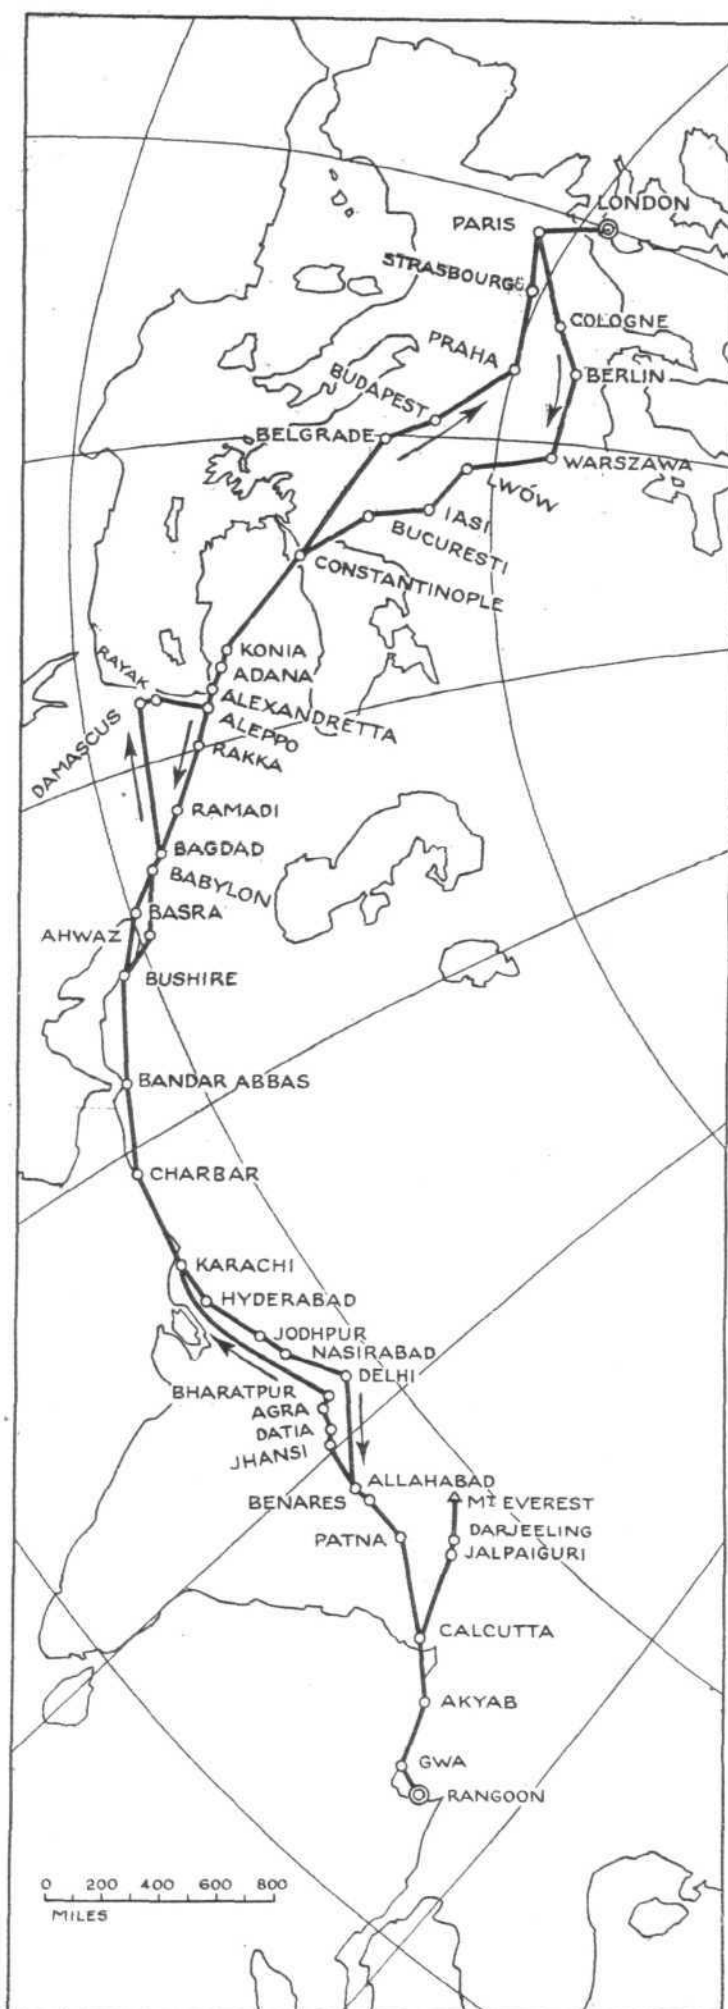 LONDON
PARIS
STRASBOURG
COLOGNE
PRAHA
BERLIN
BUDAPEST
BELGRADE
WARSZAWA
LWÓW
IASI
BUCURESTI
CONSTANTINOPLE
KONIA
ADANA
RAYAK
ALEXANDRETTA
DAMASCUS
ALEPPO
RAKKA
RAMADI
BAGDAD
BABYLON
BASRA
AHWAZ
BUSHIRE
BANDAR ABBAS
CHARBAR
KARACHI
HYDERABAD
JODHPUR
NASIRABAD
DELHI
BHARATPUR
AGRA
DATIA
JHANSI
ALLAHABAD
BENARES
MT EVEREST
PATNA
DARJEELING
JALPAIGURI
CALCUTTA
AKYAB
GWA
RANGOON
0 200 400 600 800
MILES